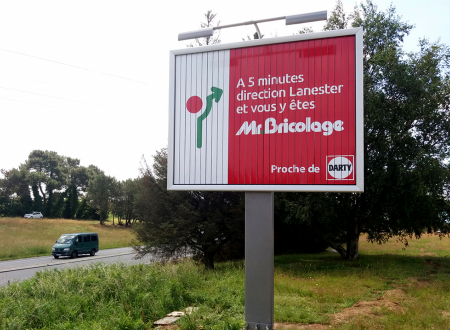 A 5 minutes
direction Lanester
et vous y êtes
Mr Bricolage
Proche de DARTY